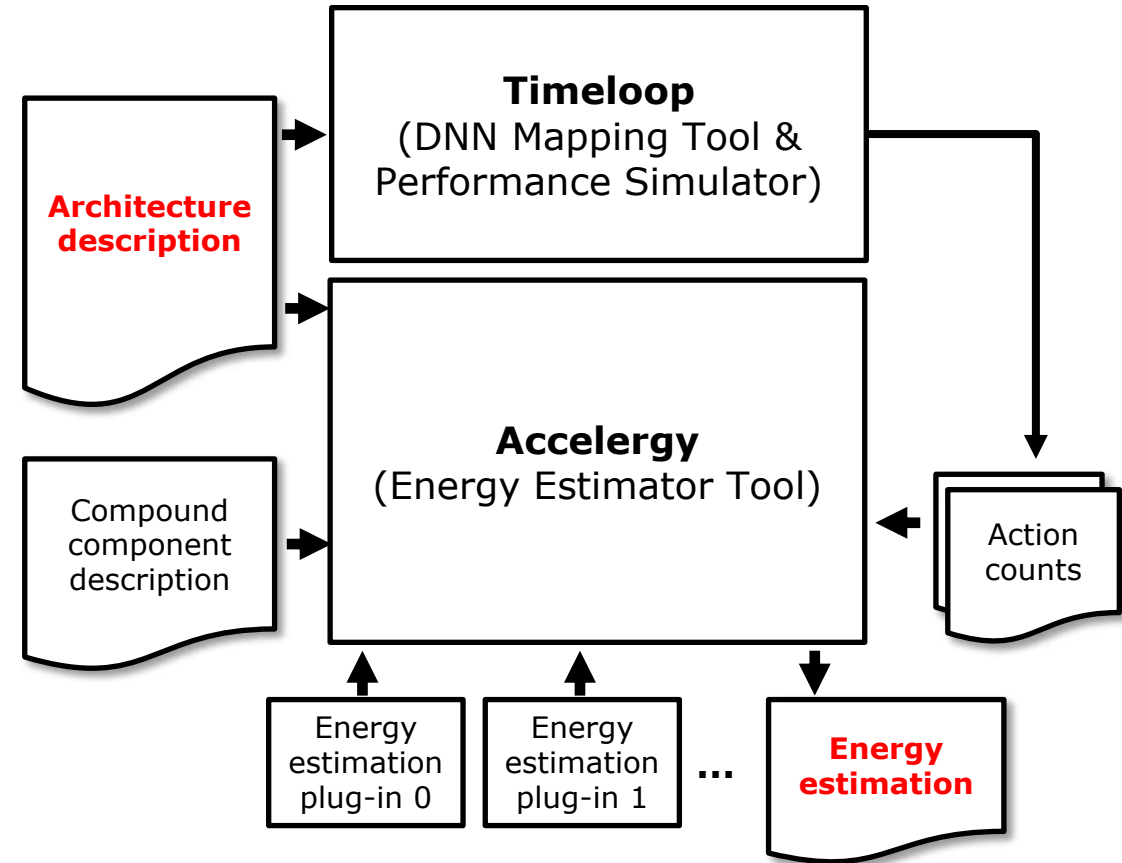 Timeloop
(DNN Mapping Tool &
Performance Simulator)
Architecture
description
Accelergy
(Energy Estimator Tool)
Compound
component
description
Action
counts
Energy
estimation
plug-in 0
Energy
estimation
plug-in 1
...
Energy
estimation